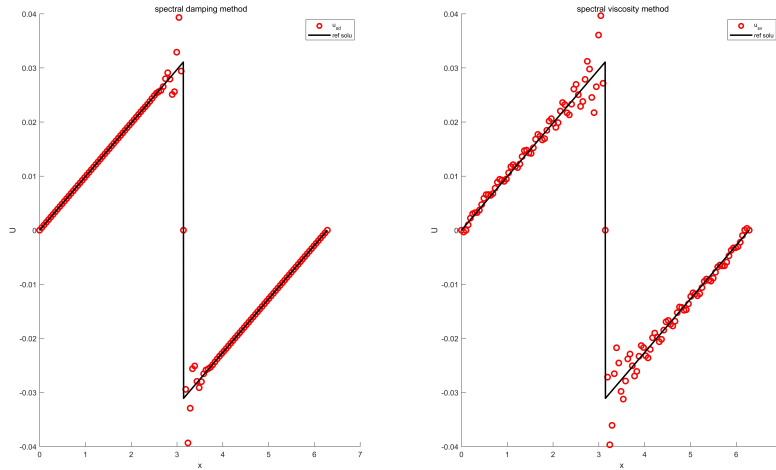 spectral damping method
0.04
0.03
0.02
0.01
0
-0.01
-0.02
-0.03
-0.04
U
0 1 2 3 4 5 6 7
x
u_sd
ref solu
spectral viscosity method
0.04
0.03
0.02
0.01
0
-0.01
-0.02
-0.03
-0.04
U
0 1 2 3 4 5 6
x
u_sv
ref solu